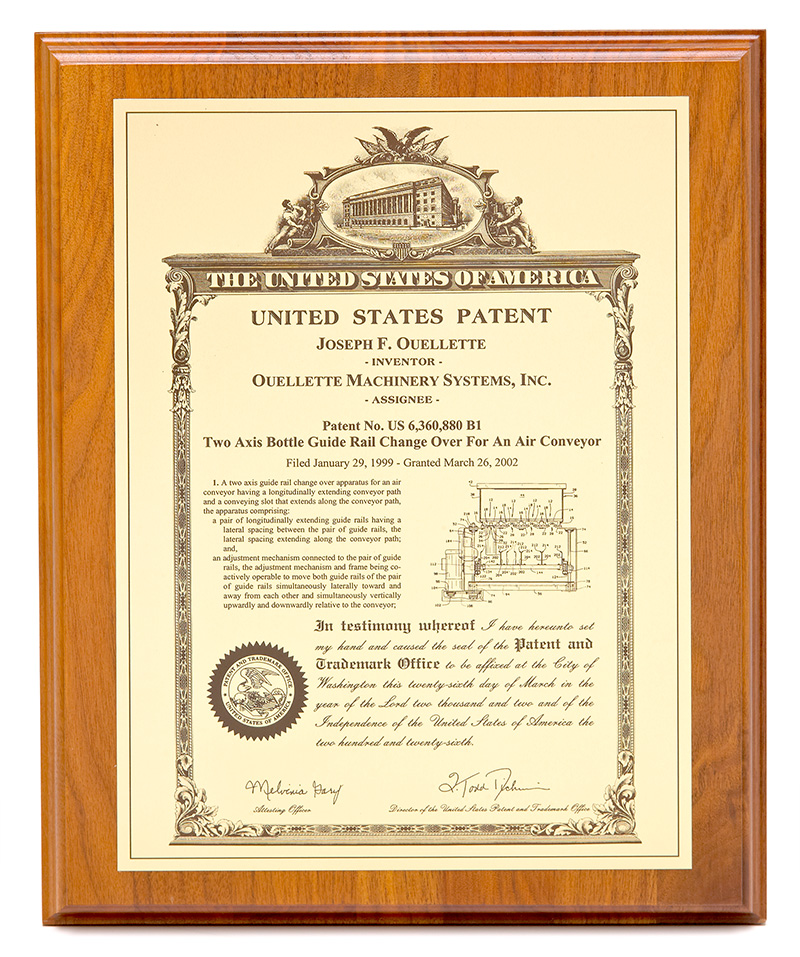 THE UNITED STATES OF AMERICA
UNITED STATES PATENT
JOSEPH F. OUELLETTE
- INVENTOR -
OUELLETTE MACHINERY SYSTEMS, INC.
- ASSIGNEE -
Patent No. US 6,360,880 B1
Two Axis Bottle Guide Rail Change Over For An Air Conveyor
Filed January 29, 1999 - Granted March 26, 2002
1. A two axis guide rail change over apparatus for an air
conveyor having a longitudinally extending conveyor path
and a conveying slot that extends along the conveyor path,
the apparatus comprising:
a pair of longitudinally extending guide rails having a
lateral spacing between the pair of guide rails, the
lateral spacing extending along the conveyor path;
and,
an adjustment mechanism connected to the pair of guide
rails, the adjustment mechanism and frame being co-
actively operable to move both guide rails of the pair
of guide rails simultaneously laterally toward and
away from each other and simultaneously vertically
upwardly and downwardly relative to the conveyor;
In testimony whereof I have hereunto set
my hand and caused the seal of the Patent and
Trademark Office to be affixed at the City of
Washington this twenty-sixth day of March in the
year of the Lord two thousand and two and of the
Independence of the United States of America the
two hundred and twenty-sixth.
PATENT AND TRADEMARK OFFICE
UNITED STATES OF AMERICA
Attesting Officer
Director of the United States Patent and Trademark Office